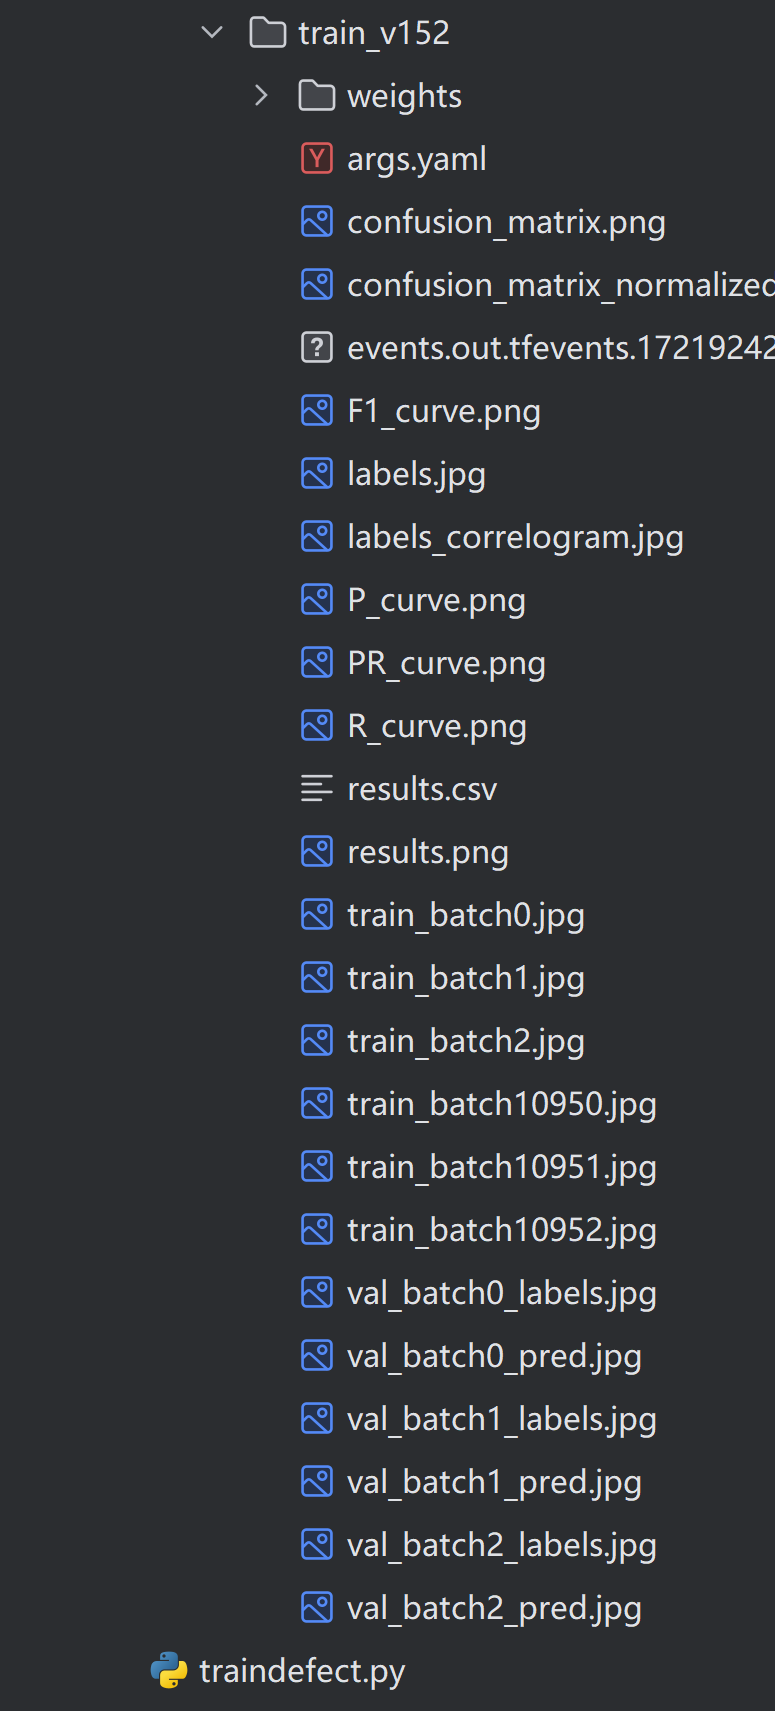 train_v152
weights
args.yaml
confusion_matrix.png
confusion_matrix_normalized
events.out.tfevents.17219242
F1_curve.png
labels.jpg
labels_correlogram.jpg
P_curve.png
PR_curve.png
R_curve.png
results.csv
results.png
train_batch0.jpg
train_batch1.jpg
train_batch2.jpg
train_batch10950.jpg
train_batch10951.jpg
train_batch10952.jpg
val_batch0_labels.jpg
val_batch0_pred.jpg
val_batch1_labels.jpg
val_batch1_pred.jpg
val_batch2_labels.jpg
val_batch2_pred.jpg
traindefect.py